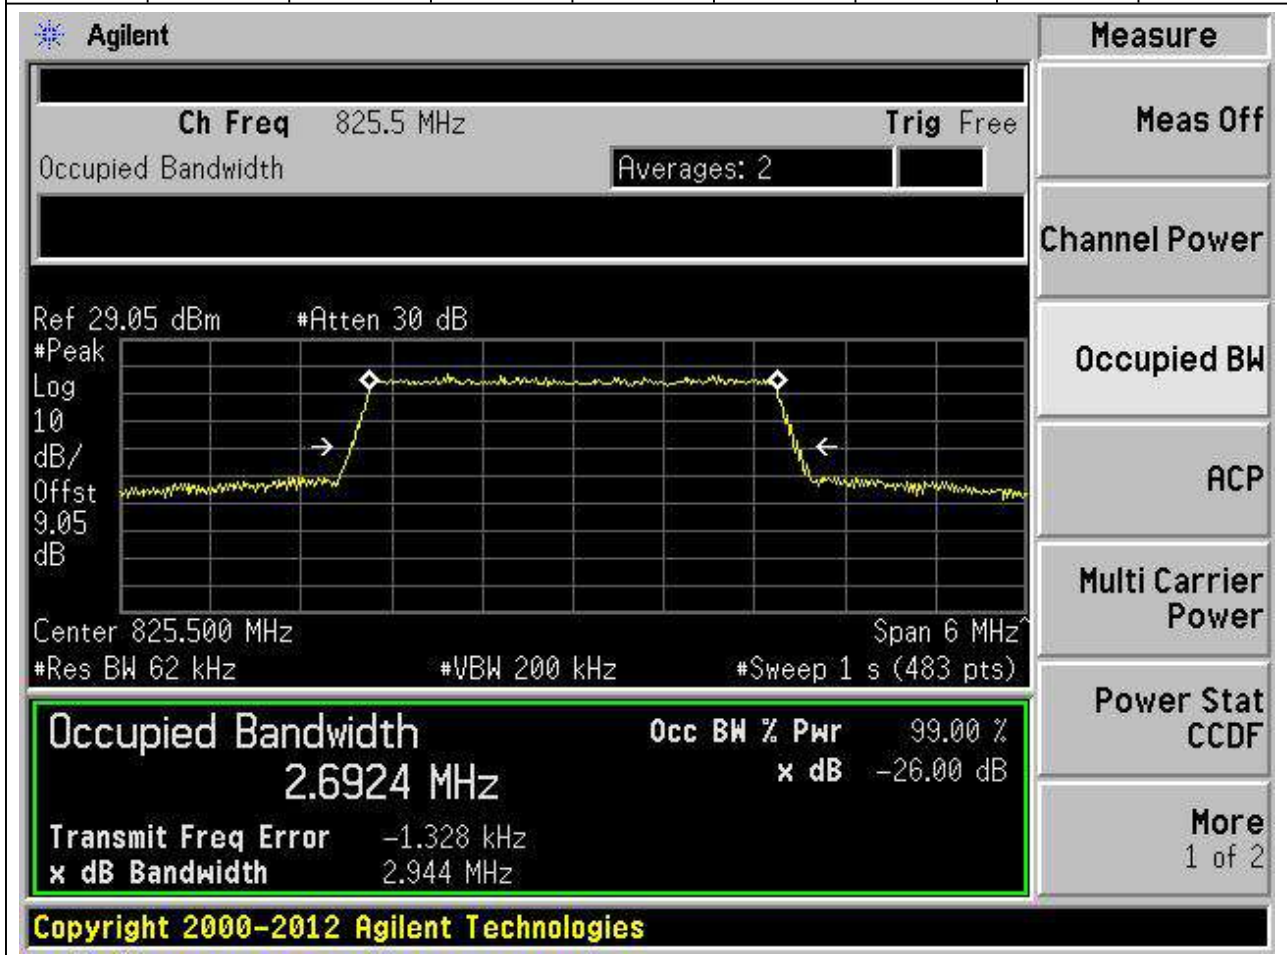 Agilent
Measure
Ch Freq 825.5 MHz Trig Free
Meas Off
Occupied Bandwidth Averages: 2
Channel Power
Ref 29.05 dBm #Atten 30 dB
#Peak
Log
10
dB/
Offst
9.05
dB
Occupied BW
ACP
Multi Carrier
Power
Center 825.500 MHz Span 6 MHz^
#Res BW 62 kHz #VBW 200 kHz #Sweep 1 s (483 pts)
Power Stat
CCDF
Occupied Bandwidth Occ BW % Pwr 99.00 %
2.6924 MHz x dB -26.00 dB
Transmit Freq Error -1.328 kHz
x dB Bandwidth 2.944 MHz
More
1 of 2
Copyright 2000-2012 Agilent Technologies